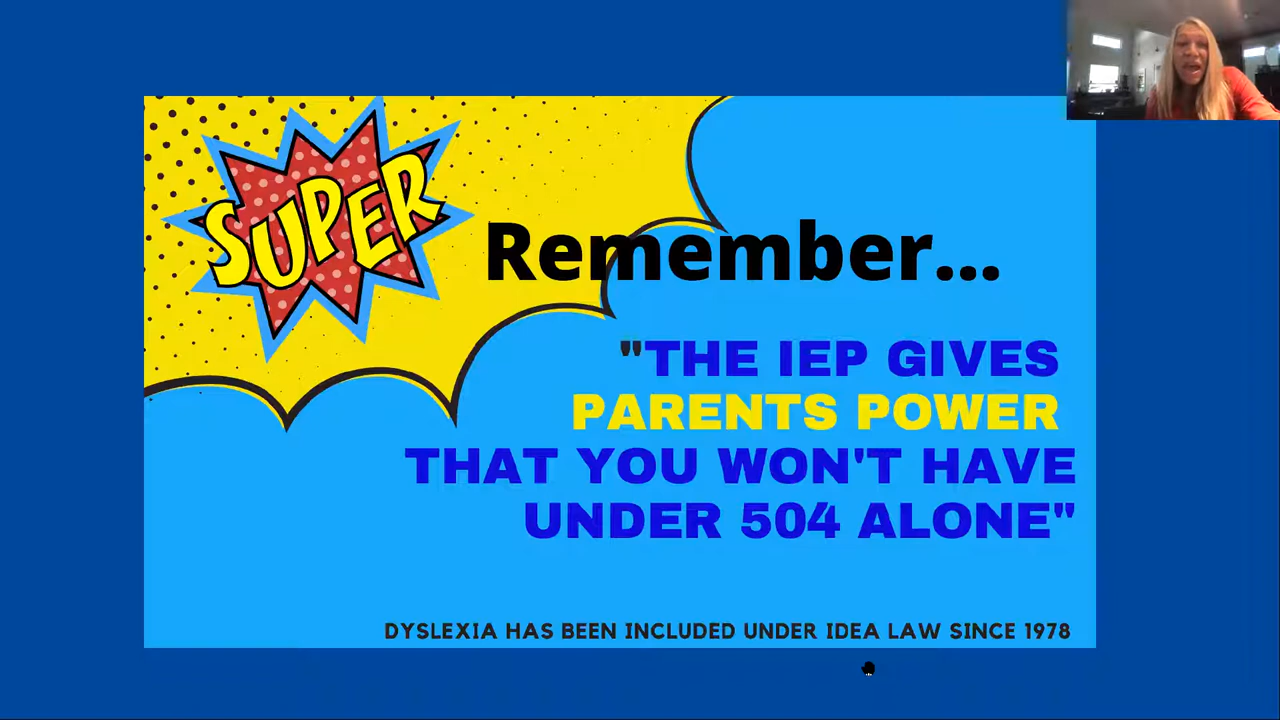 SUPER
Remember...
"THE IEP GIVES
PARENTS POWER
THAT YOU WON'T HAVE
UNDER 504 ALONE"
DYSLEXIA HAS BEEN INCLUDED UNDER IDEA LAW SINCE 1978